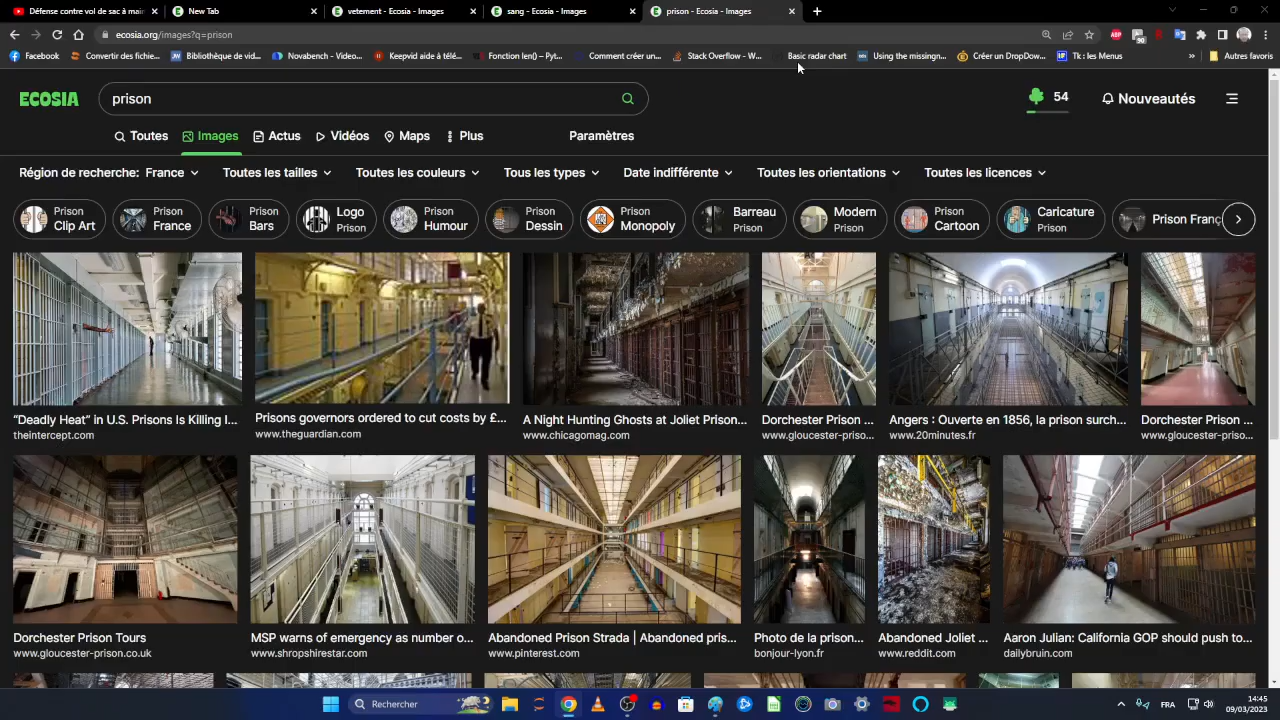 Défense contre vol de sac à mai
New Tab
vetement - Ecosia - Images
sang - Ecosia - Images
prison - Ecosia - Images
ecosia.org/images?q=prison
90
ABP
Facebook
Convertir des fichie...
Bibliothèque de vid...
Novabench - Video...
Keepvid aide à télé...
Fonction len() – Pyt...
Comment créer un...
Stack Overflow - W...
Basic radar chart
Using the missingn...
Créer un DropDow...
Tk : les Menus
»
Autres favoris
ECOSIA
prison
54
Nouveautés
Toutes
Images
Actus
Vidéos
Maps
Plus
Paramètres
Région de recherche: France
Toutes les tailles
Toutes les couleurs
Tous les types
Date indifférente
Toutes les orientations
Toutes les licences
Prison Clip Art
Prison France
Prison Bars
Logo Prison
Prison Humour
Prison Dessin
Prison Monopoly
Barreau Prison
Modern Prison
Prison Cartoon
Caricature Prison
Prison Franç
“Deadly Heat” in U.S. Prisons Is Killing I...
theintercept.com
Prisons governors ordered to cut costs by £...
www.theguardian.com
A Night Hunting Ghosts at Joliet Prison...
www.chicagomag.com
Dorchester Prison ...
www.gloucester-priso...
Angers : Ouverte en 1856, la prison surch...
www.20minutes.fr
Dorchester Prison ...
www.gloucester-priso...
Dorchester Prison Tours
www.gloucester-prison.co.uk
MSP warns of emergency as number o...
www.shropshirestar.com
Abandoned Prison Strada | Abandoned pris...
www.pinterest.com
Photo de la prison...
bonjour-lyon.fr
Abandoned Joliet ...
www.reddit.com
Aaron Julian: California GOP should push to...
dailybruin.com
Rechercher
FRA
14:45
09/03/2023